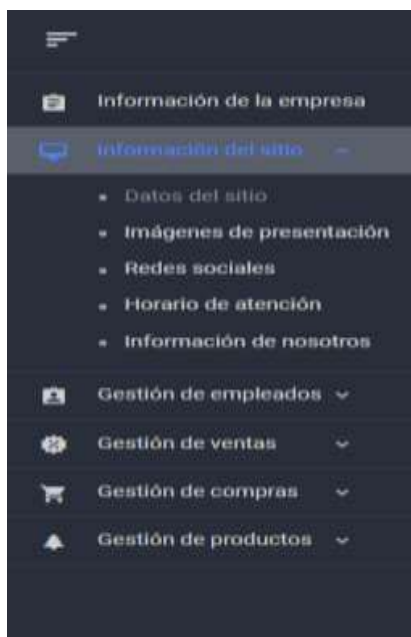 Información de la empresa
Información del sitio
Datos del sitio
Imágenes de presentación
Redes sociales
Horario de atención
Información de nosotros
Gestión de empleados
Gestión de ventas
Gestión de compras
Gestión de productos